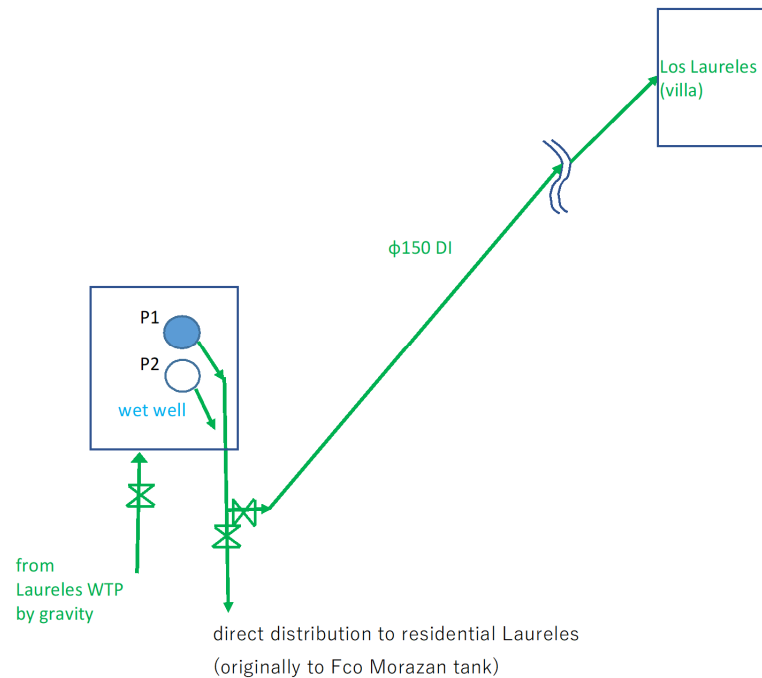 Los Laureles
(villa)
ϕ150 DI
P1
P2
wet well
from
Laureles WTP
by gravity
direct distribution to residential Laureles
(originally to Fco Morazan tank)